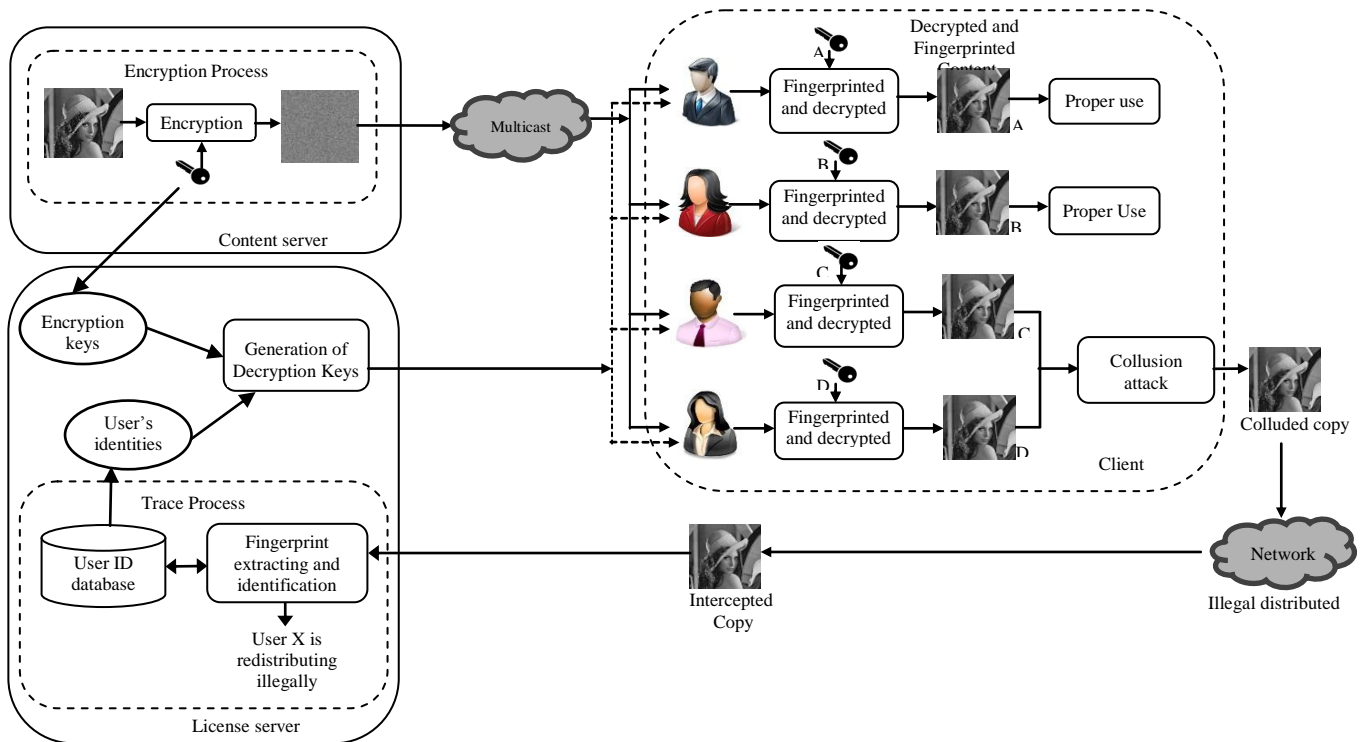 Encryption Process
Encryption
Content server
Multicast
Decrypted and
Fingerprinted
Content
A
Fingerprinted
and decrypted
A
Proper use
B
Fingerprinted
and decrypted
B
Proper Use
C
Fingerprinted
and decrypted
C
D
Fingerprinted
and decrypted
D
Collusion
attack
Client
Colluded copy
Network
Illegal distributed
Intercepted
Copy
Encryption
keys
Generation of
Decryption Keys
User's
identities
Trace Process
User ID
database
Fingerprint
extracting and
identification
User X is
redistributing
illegally
License server